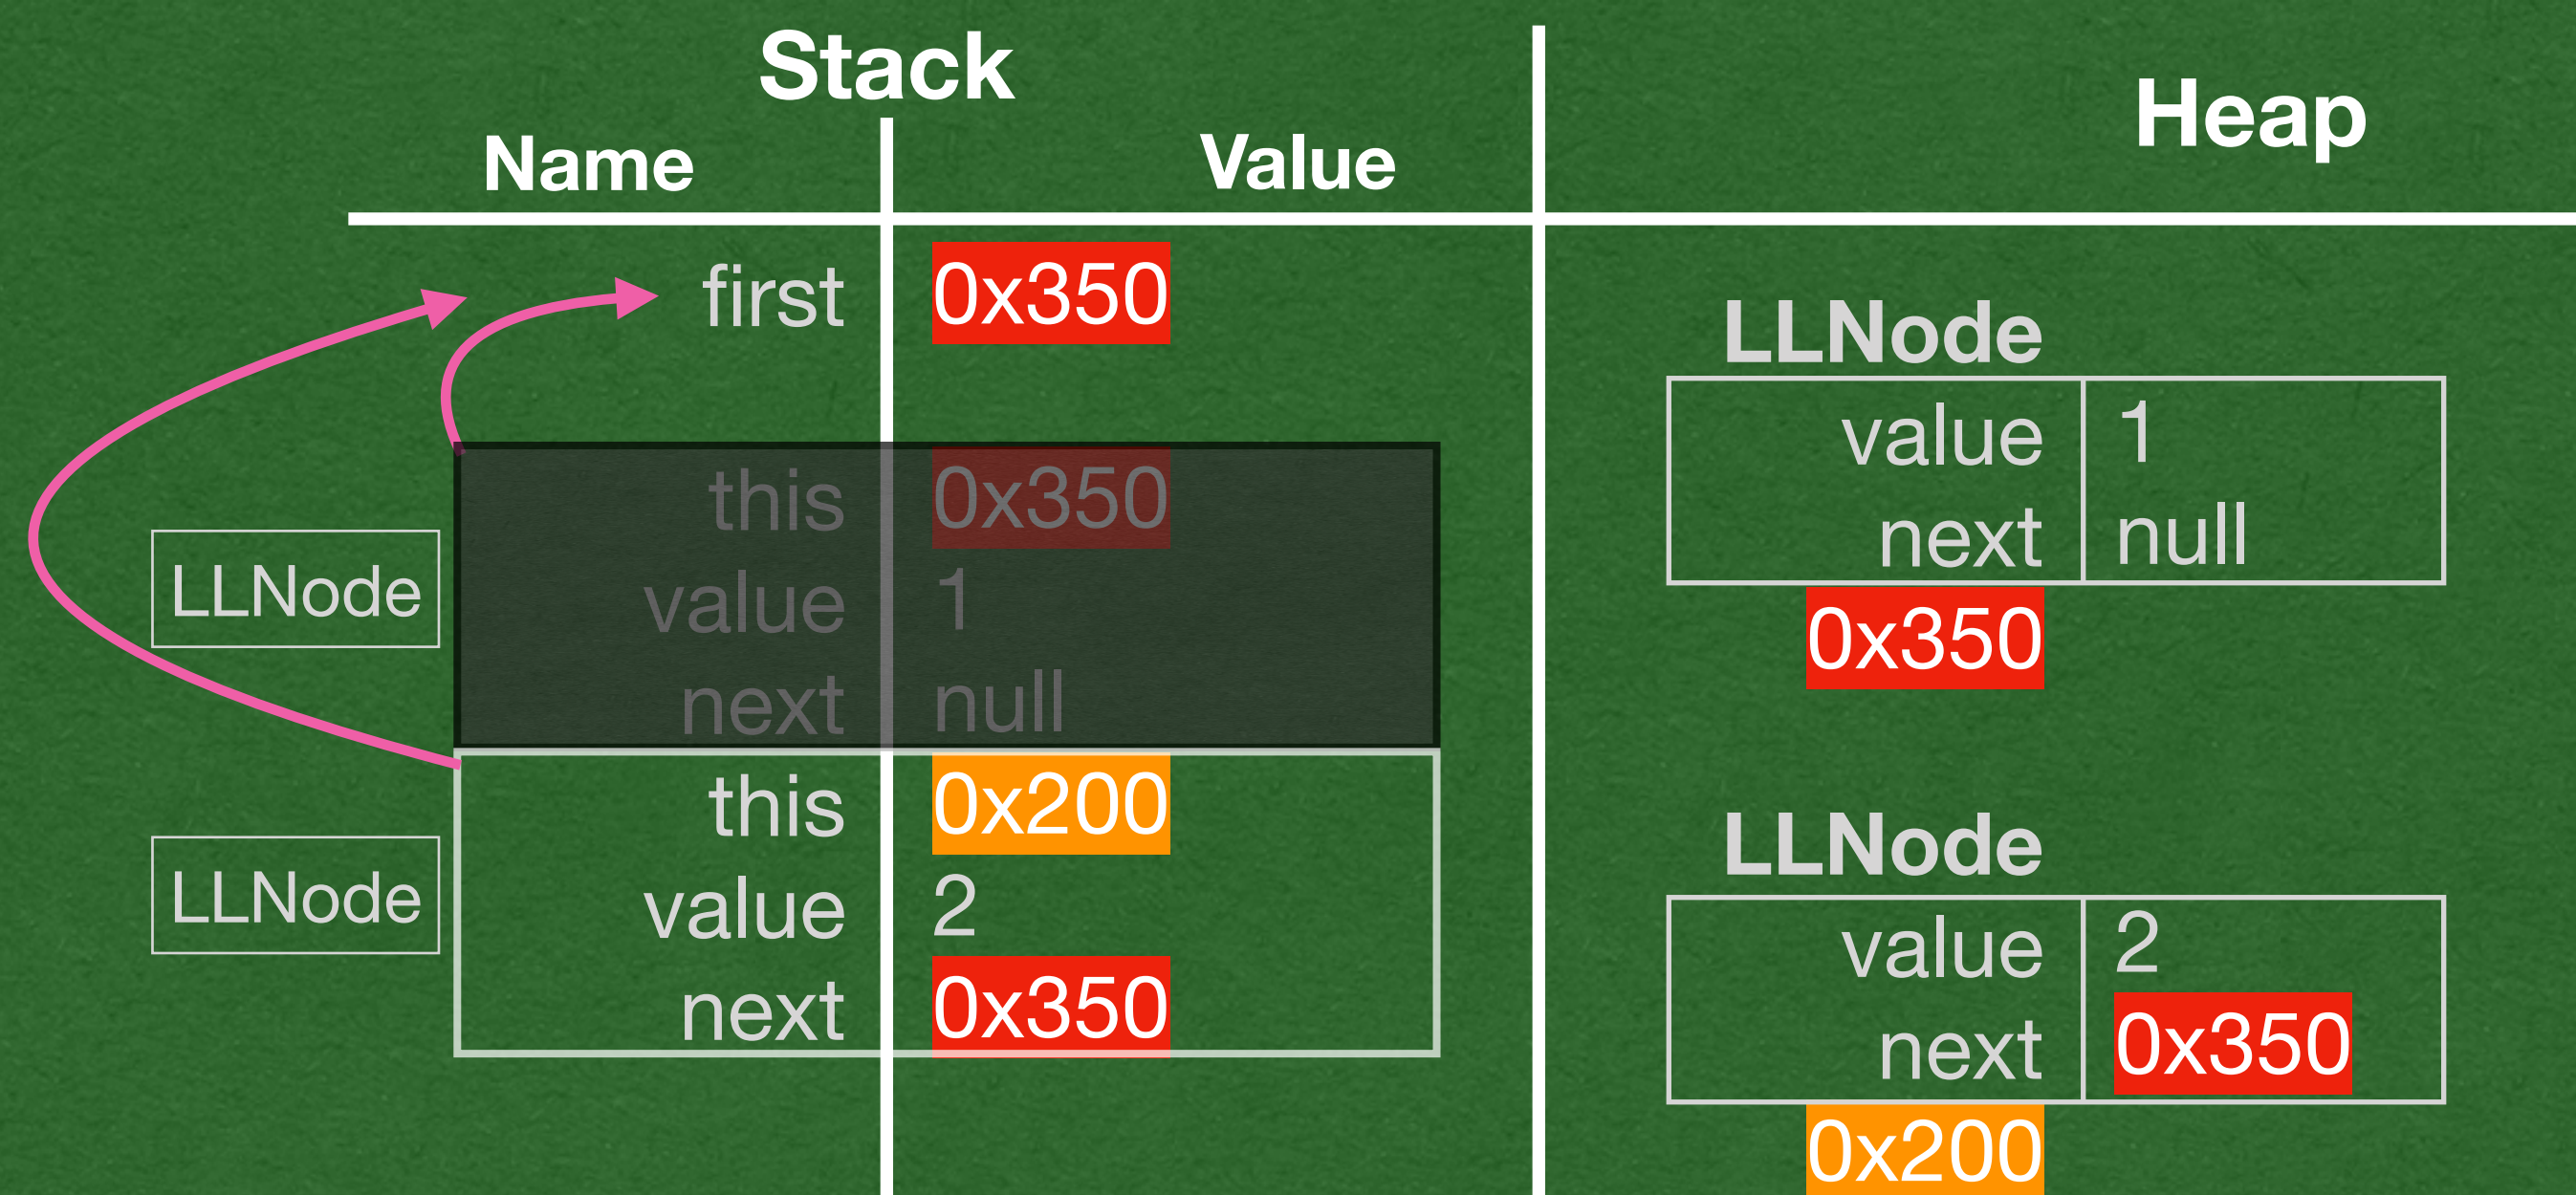 Stack
Heap
Name Value
first 0x350
this 0x350
LLNode
value 1
next null
this 0x200
LLNode
value 2
next 0x350
LLNode
value 1
next null
0x350
LLNode
value 2
next 0x350
0x200